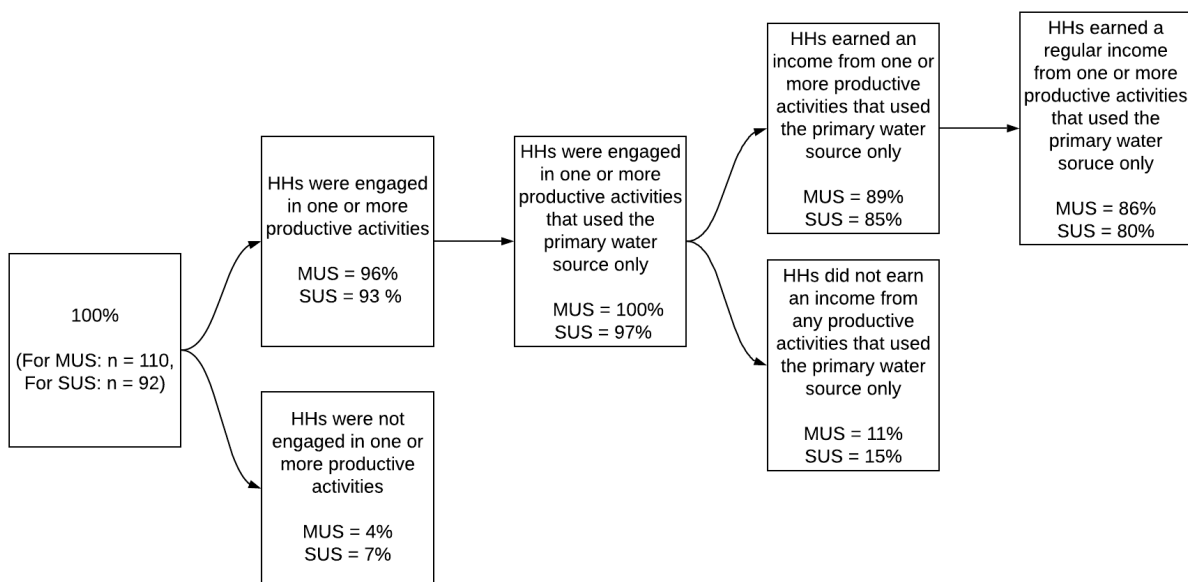 100%
(For MUS: n = 110,
For SUS: n = 92)
HHs were engaged
in one or more
productive activities
MUS = 96%
SUS = 93 %
HHs were not
engaged in one or
more productive
activities
MUS = 4%
SUS = 7%
HHs were engaged
in one or more
productive activities
that used the
primary water
source only
MUS = 100%
SUS = 97%
HHs earned an
income from one or
more productive
activities that used
the primary water
source only
MUS = 89%
SUS = 85%
HHs did not earn
an income from
any productive
activities that used
the primary water
source only
MUS = 11%
SUS = 15%
HHs earned a
regular income
from one or more
productive activities
that used the
primary water
soruce only
MUS = 86%
SUS = 80%